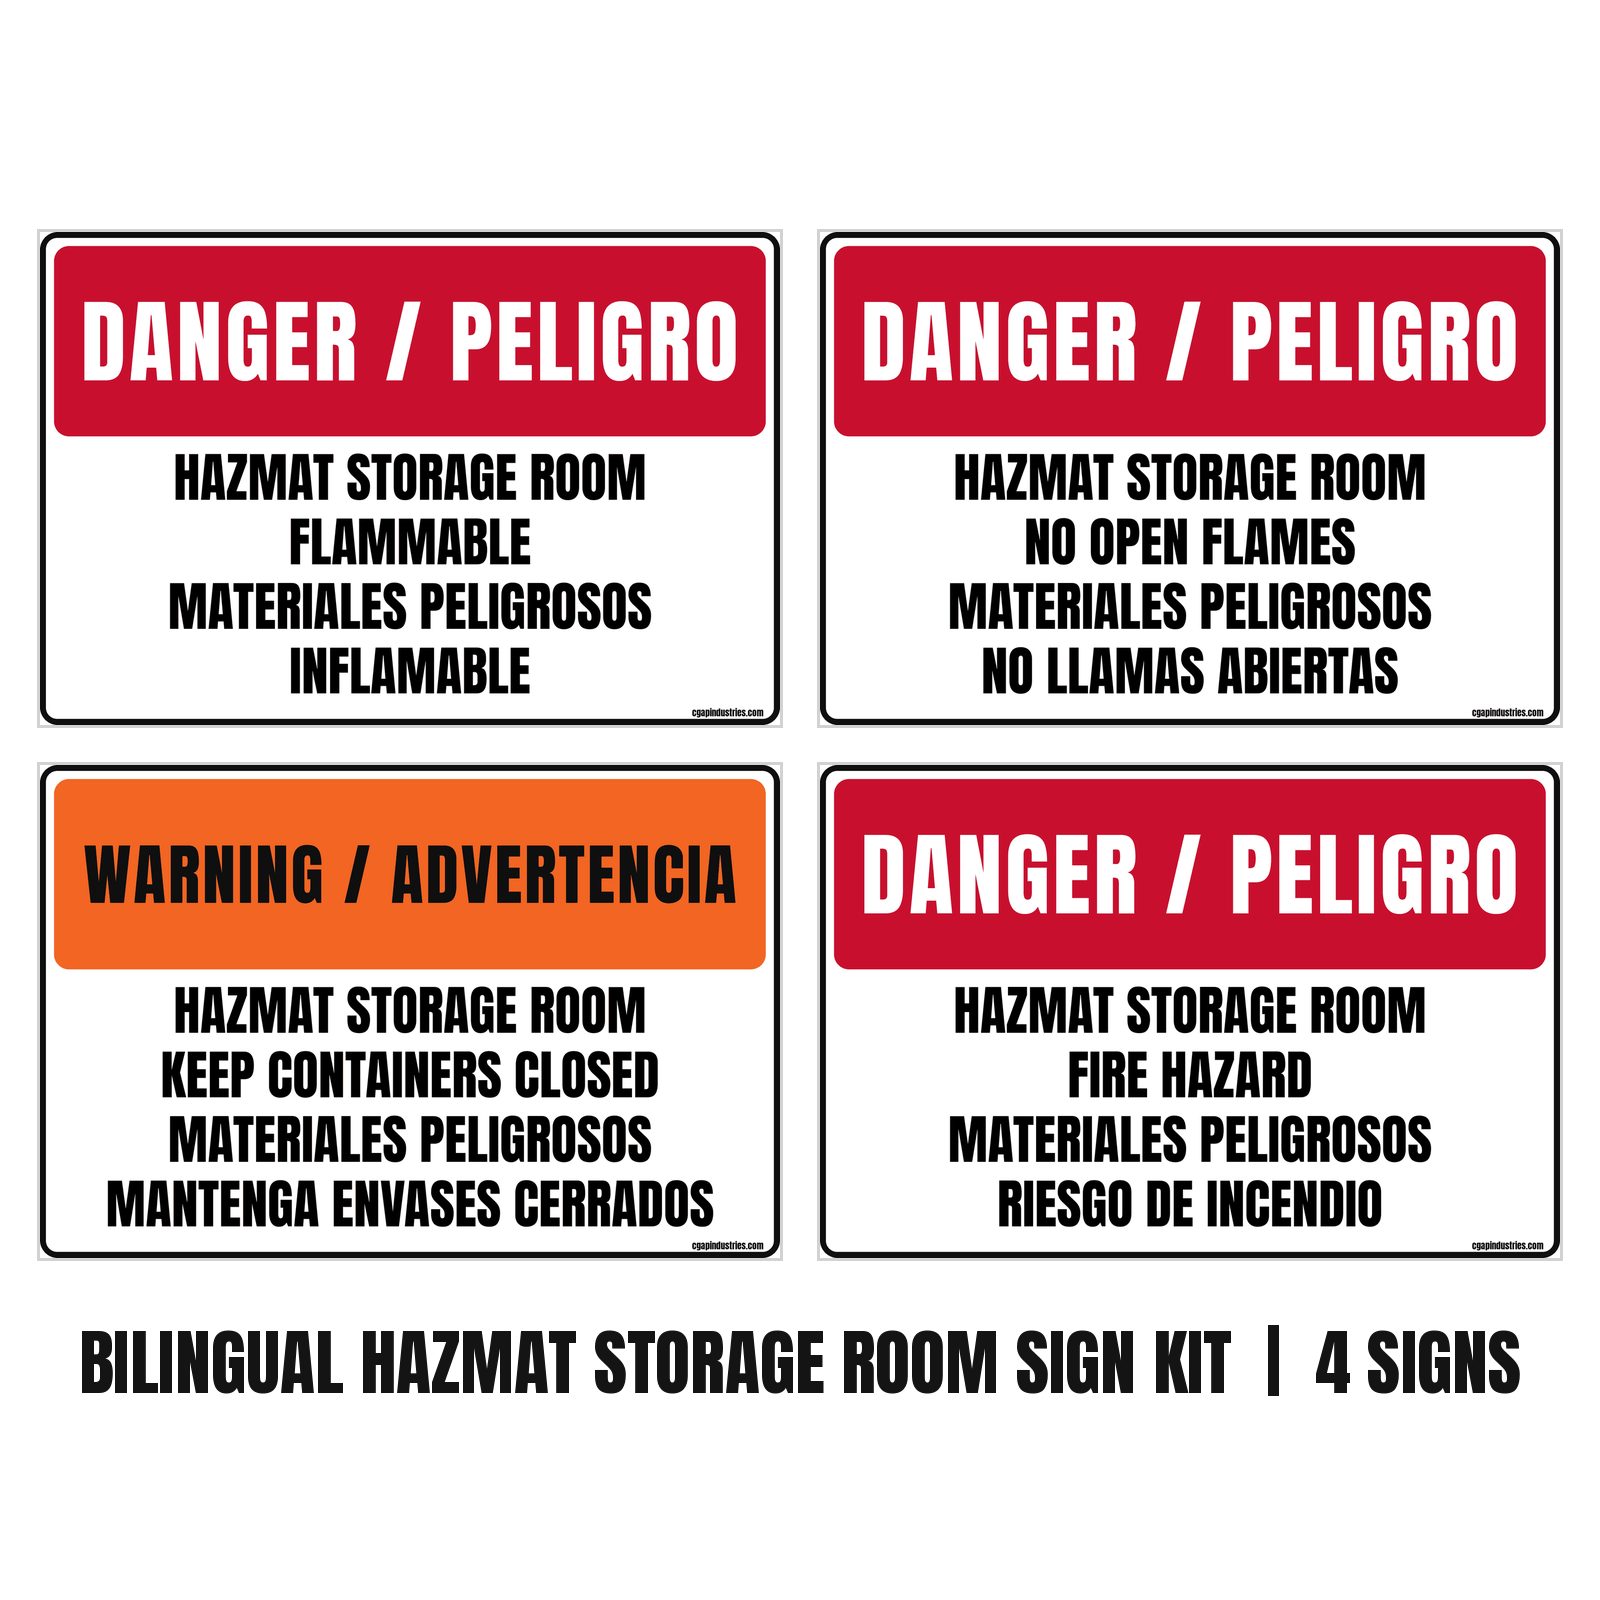 DANGER / PELIGRO
HAZMAT STORAGE ROOM
FLAMMABLE
MATERIALES PELIGROSOS
INFLAMABLE
cgapindustries.com
DANGER / PELIGRO
HAZMAT STORAGE ROOM
NO OPEN FLAMES
MATERIALES PELIGROSOS
NO LLAMAS ABIERTAS
cgapindustries.com
WARNING / ADVERTENCIA
HAZMAT STORAGE ROOM
KEEP CONTAINERS CLOSED
MATERIALES PELIGROSOS
MANTENGA ENVASES CERRADOS
cgapindustries.com
DANGER / PELIGRO
HAZMAT STORAGE ROOM
FIRE HAZARD
MATERIALES PELIGROSOS
RIESGO DE INCENDIO
cgapindustries.com
BILINGUAL HAZMAT STORAGE ROOM SIGN KIT | 4 SIGNS